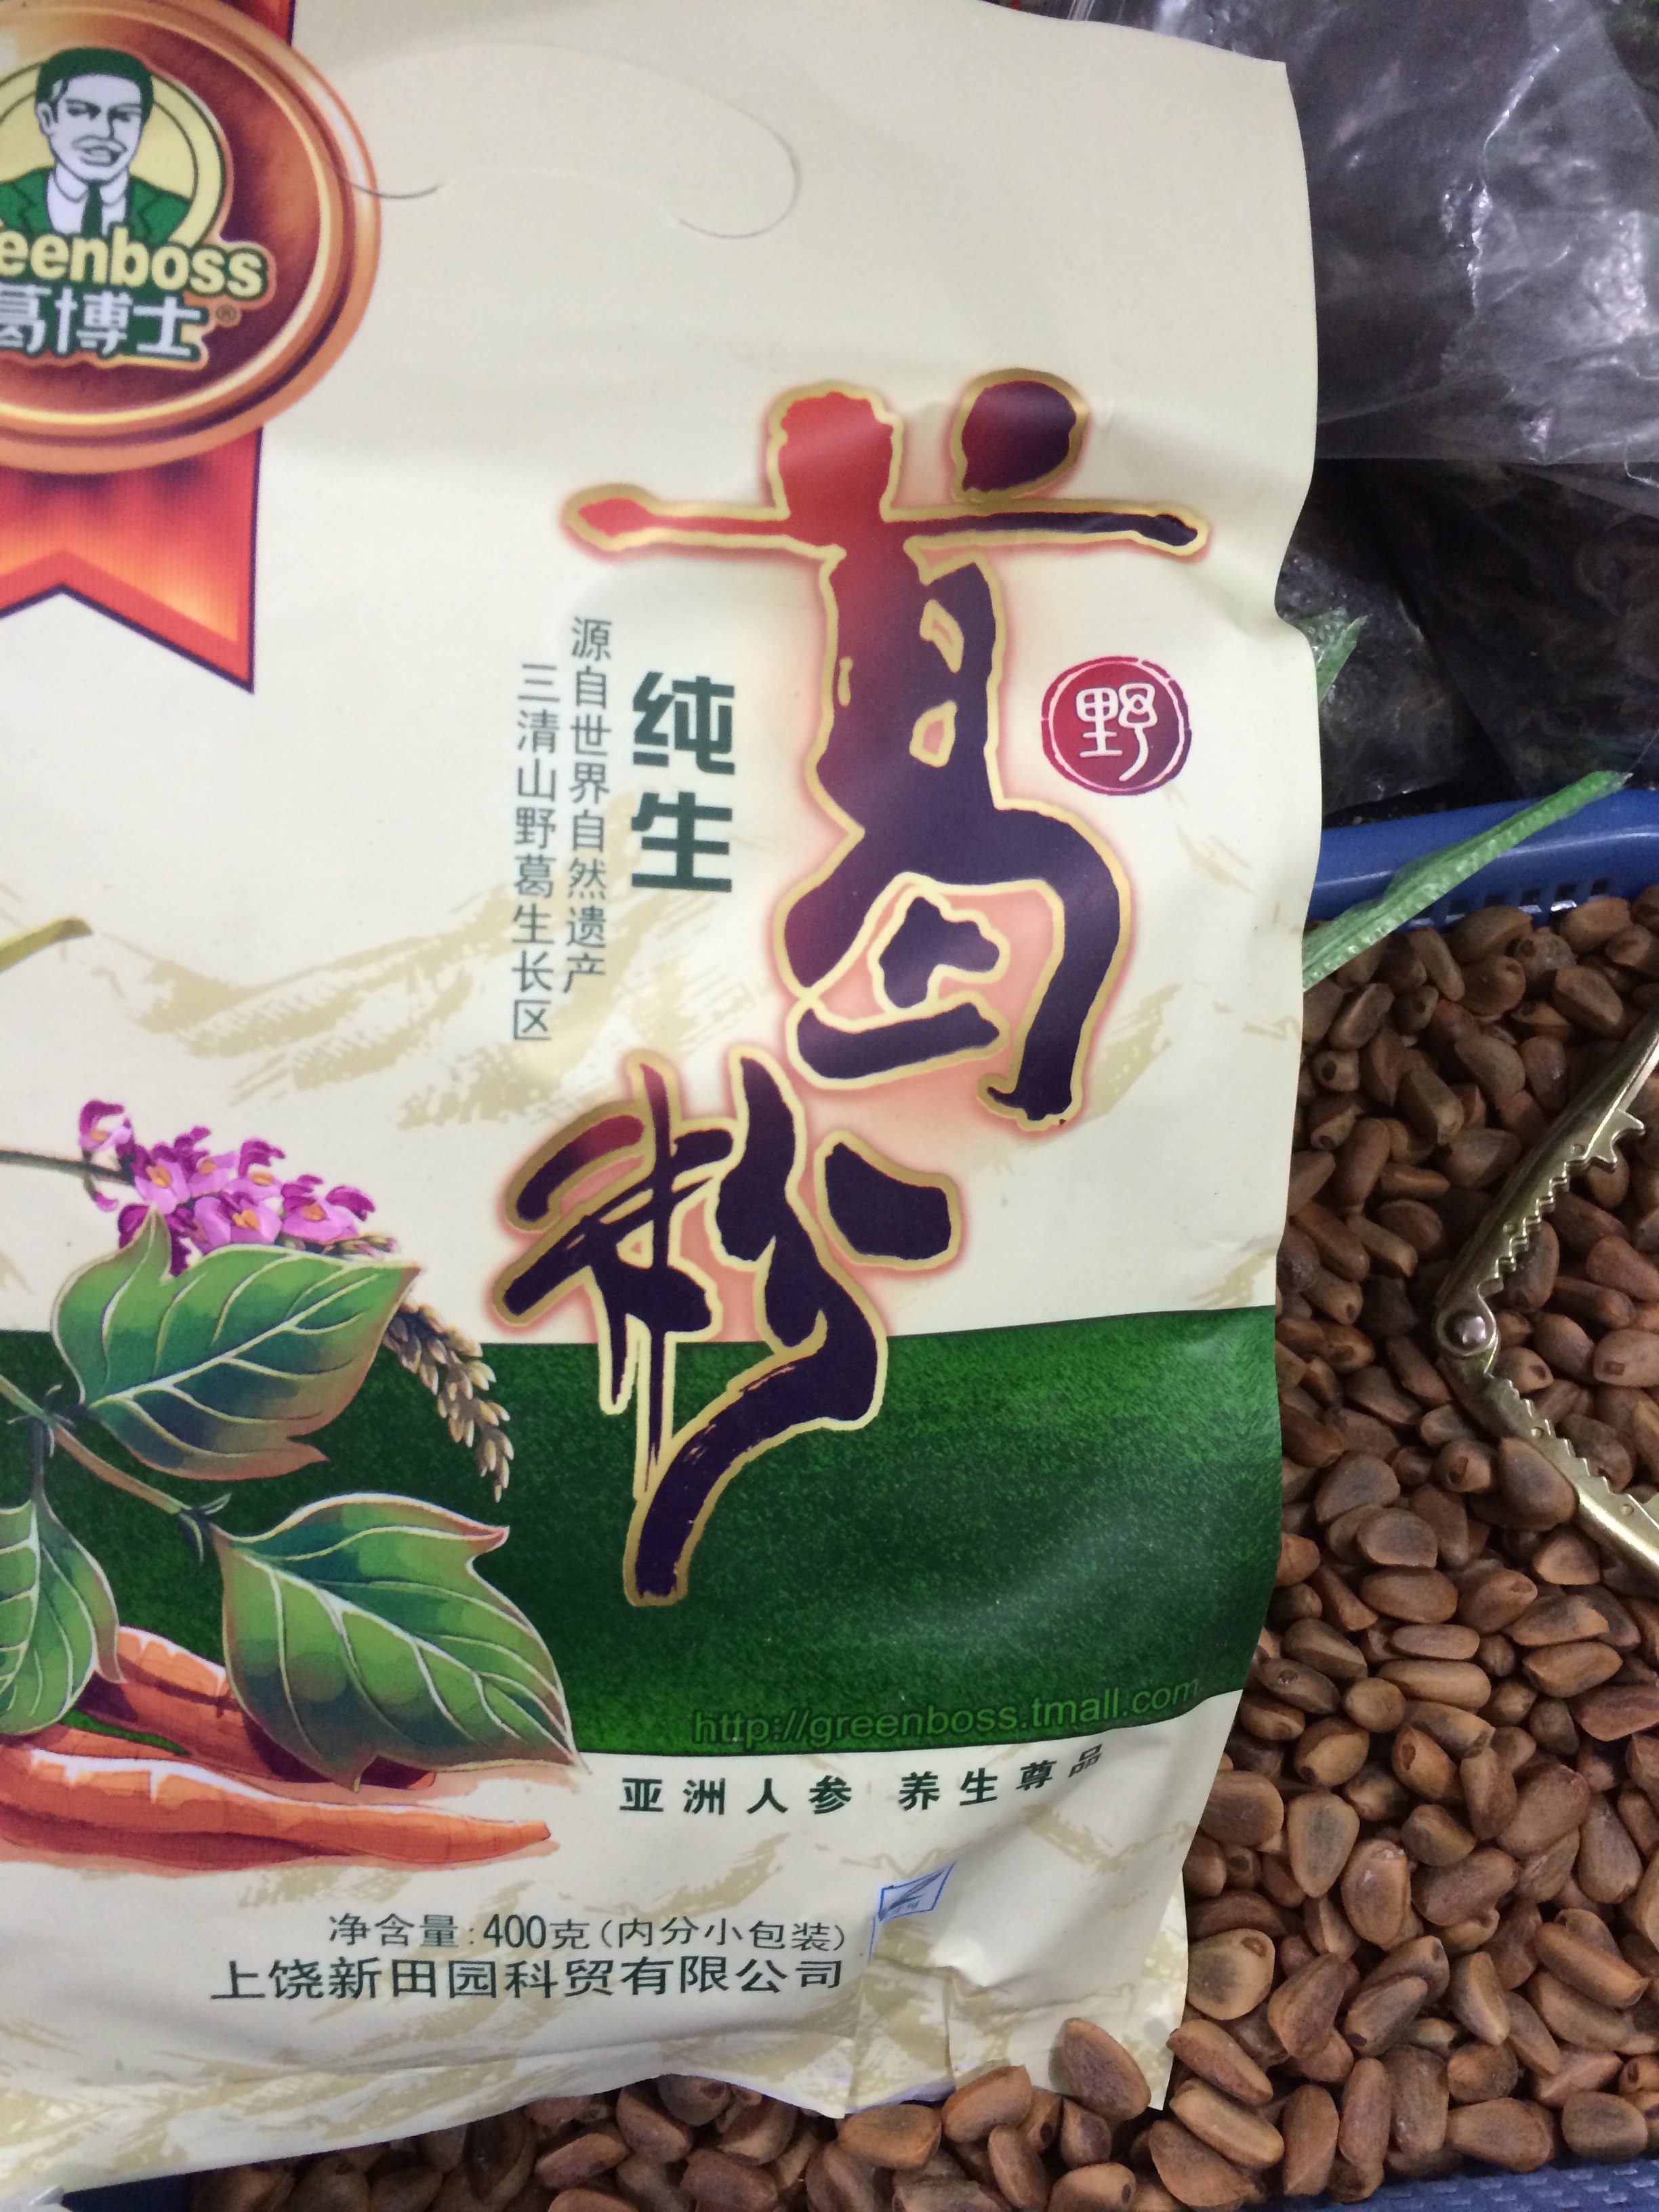 eenboss
葛博士®
葛粉
野
纯生
源自世界自然遗产
三清山野葛生长区
http://greenboss.tmall.com
亚洲人参 养生尊品
净含量:400克(内分小包装)
上饶新田园科贸有限公司